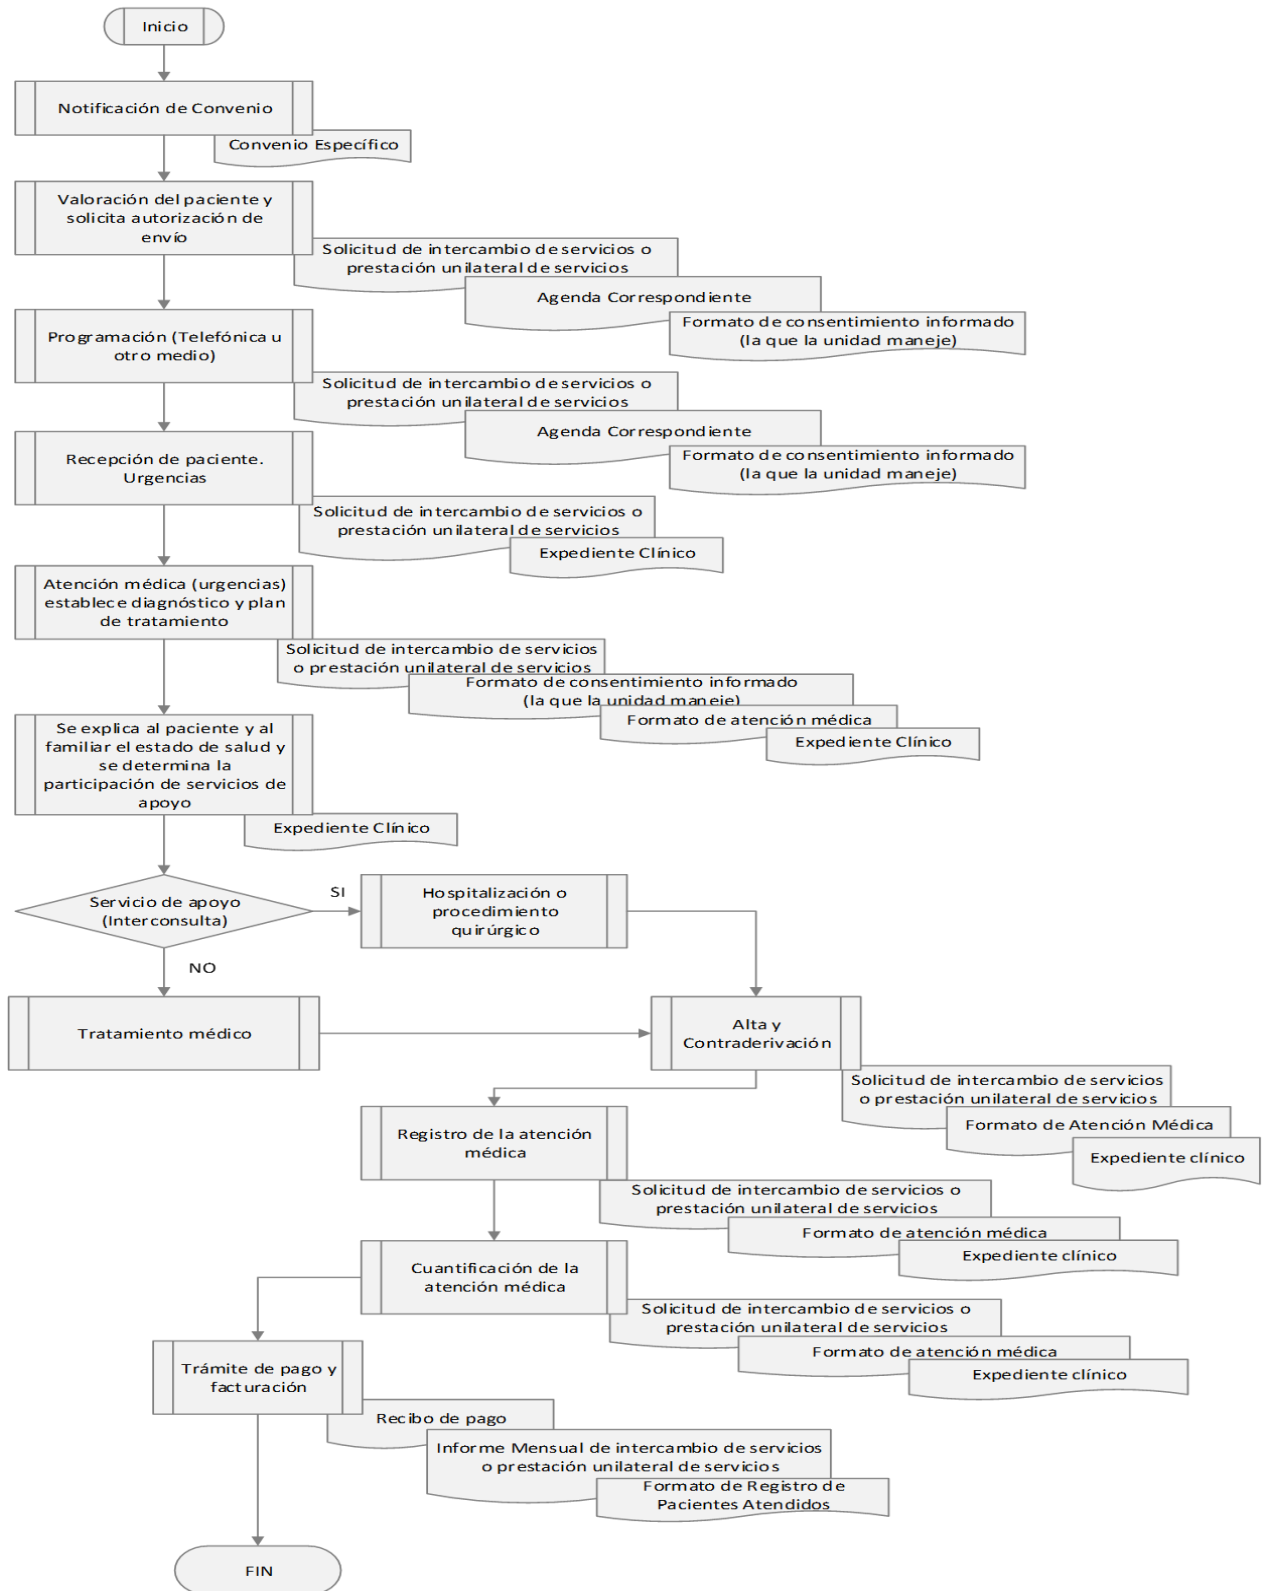 Inicio
Notificación de Convenio
Convenio Específico
Valoración del paciente y
solicita autorización de
envío
Solicitud de intercambio de servicios o
prestación unilateral de servicios
Agenda Correspondiente
Formato de consentimiento informado
(la que la unidad maneje)
Programación (Telefónica u
otro medio)
Solicitud de intercambio de servicios o
prestación unilateral de servicios
Agenda Correspondiente
Formato de consentimiento informado
(la que la unidad maneje)
Recepción de paciente.
Urgencias
Solicitud de intercambio de servicios o
prestación unilateral de servicios
Expediente Clínico
Atención médica (urgencias)
establece diagnóstico y plan
de tratamiento
Solicitud de intercambio de servicios
o prestación unilateral de servicios
Formato de consentimiento informado
(la que la unidad maneje)
Formato de atención médica
Expediente Clínico
Se explica al paciente y al
familiar el estado de salud y
se determina la
participación de servicios de
apoyo
Expediente Clínico
Servicio de apoyo
(Interconsulta)
SI
Hospitalización o
procedimiento
quirúrgico
NO
Tratamiento médico
Alta y
Contraderivación
Solicitud de intercambio de servicios
o prestación unilateral de servicios
Formato de Atención Médica
Expediente clínico
Registro de la atención
médica
Solicitud de intercambio de servicios o
prestación unilateral de servicios
Formato de atención médica
Expediente clínico
Cuantificación de la
atención médica
Solicitud de intercambio de servicios o
prestación unilateral de servicios
Formato de atención médica
Expediente clínico
Trámite de pago y
facturación
Recibo de pago
Informe Mensual de intercambio de servicios
o prestación unilateral de servicios
Formato de Registro de
Pacientes Atendidos
FIN